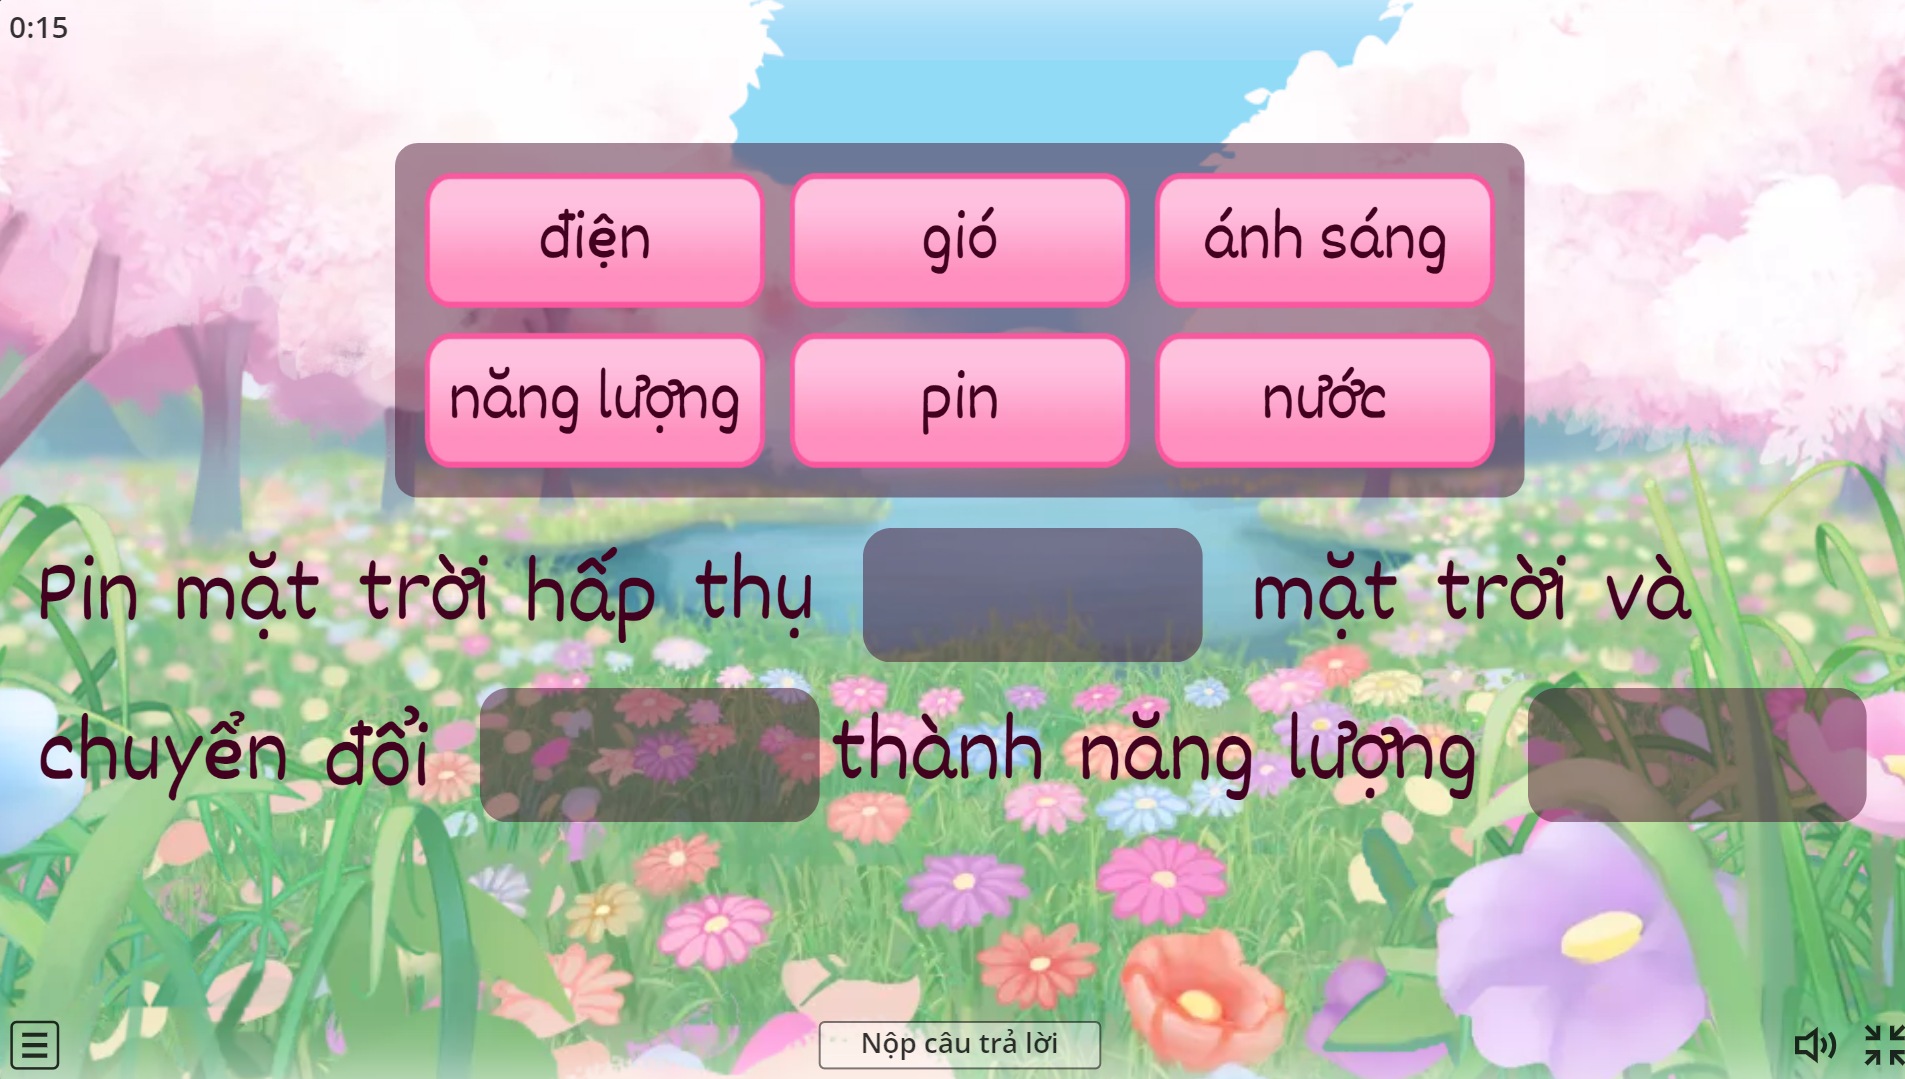 0:15
điện
gió
ánh sáng
năng lượng
pin
nước
Pin mặt trời hấp thụ mặt trời và
chuyển đổi thành năng lượng
Nộp câu trả lời